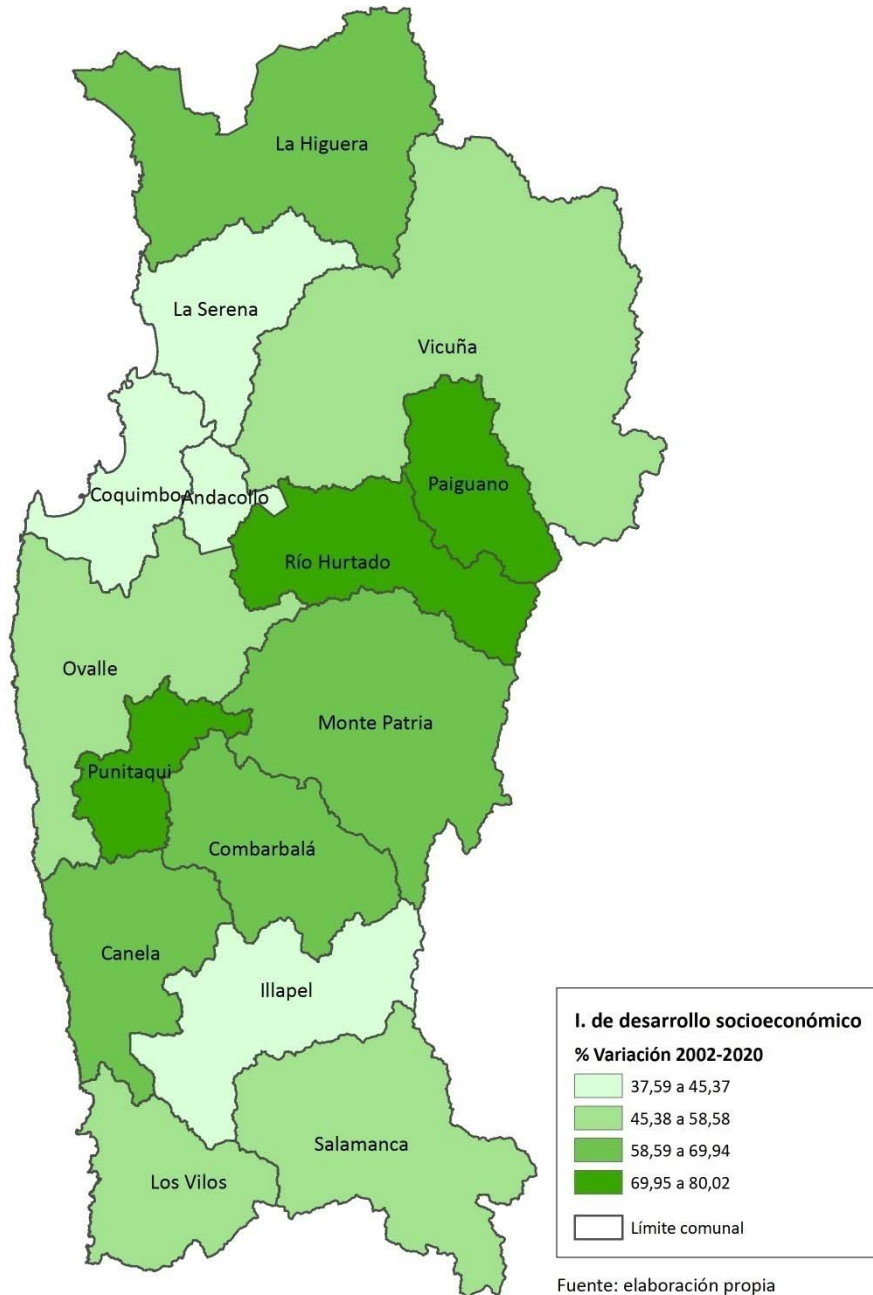 La Higuera
La Serena
Vicuña
Coquimbo
Andacollo
Paiguano
Río Hurtado
Ovalle
Monte Patria
Punitaqui
Combarbalá
Canela
Illapel
Salamanca
Los Vilos
I. de desarrollo socioeconómico
% Variación 2002-2020
37,59 a 45,37
45,38 a 58,58
58,59 a 69,94
69,95 a 80,02
Límite comunal
Fuente: elaboración propia